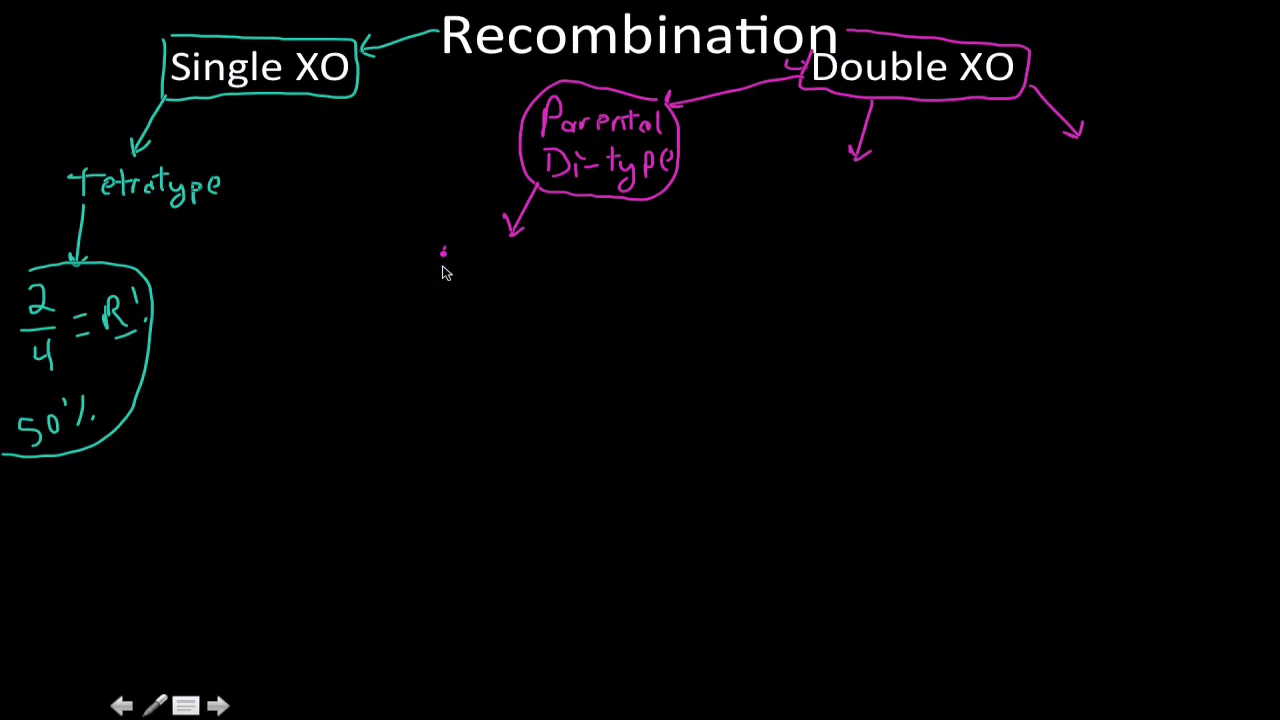 Recombination
Single XO
Double XO
Parental
Di-type
Tetratype
2/4 = R!
50%